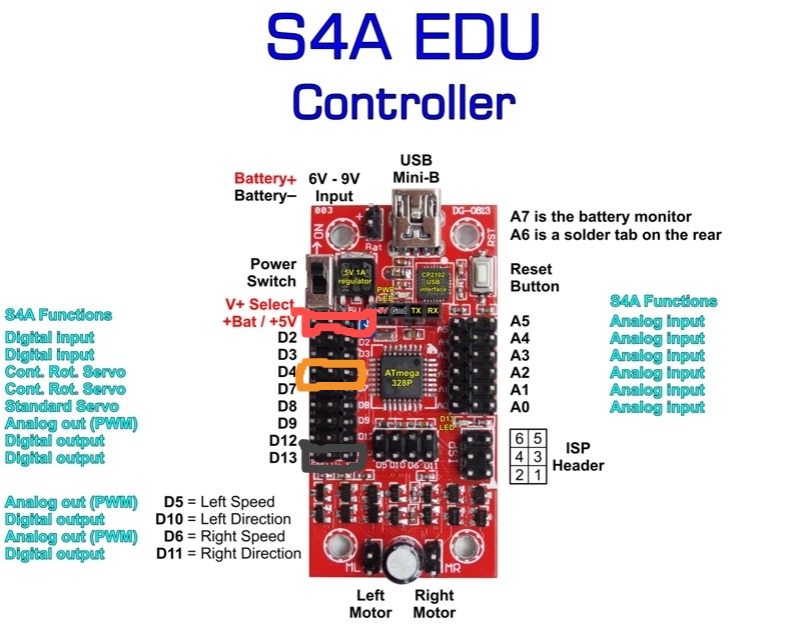 S4A EDU
Controller
USB
Mini-B
Battery+ 6V - 9V
Battery– Input
003
DG-0813
A7 is the battery monitor
A6 is a solder tab on the rear
ON
+
Bat
RST
Power
Switch
5V 1A
regulator
CP2102
USB
interface
Reset
Button
PWR
LED
V+ Select
+Bat / +5V
5V Gnd TX RX
S4A Functions
S4A Functions
Digital input D2
Digital input D3
Cont. Rot. Servo D4
Cont. Rot. Servo D7
Standard Servo D8
Analog out (PWM) D9
Digital output D12
Digital output D13
D2
D3
D8
D9
ATmega
328P
A5 Analog input
A4 Analog input
A3 Analog input
A2 Analog input
A1 Analog input
A0 Analog input
D13
LED
ISP
D5 D10 D6 D11
6 5
4 3
2 1
ISP
Header
Analog out (PWM) D5 = Left Speed
Digital output D10 = Left Direction
Analog out (PWM) D6 = Right Speed
Digital output D11 = Right Direction
ML
MR
Left
Motor
Right
Motor